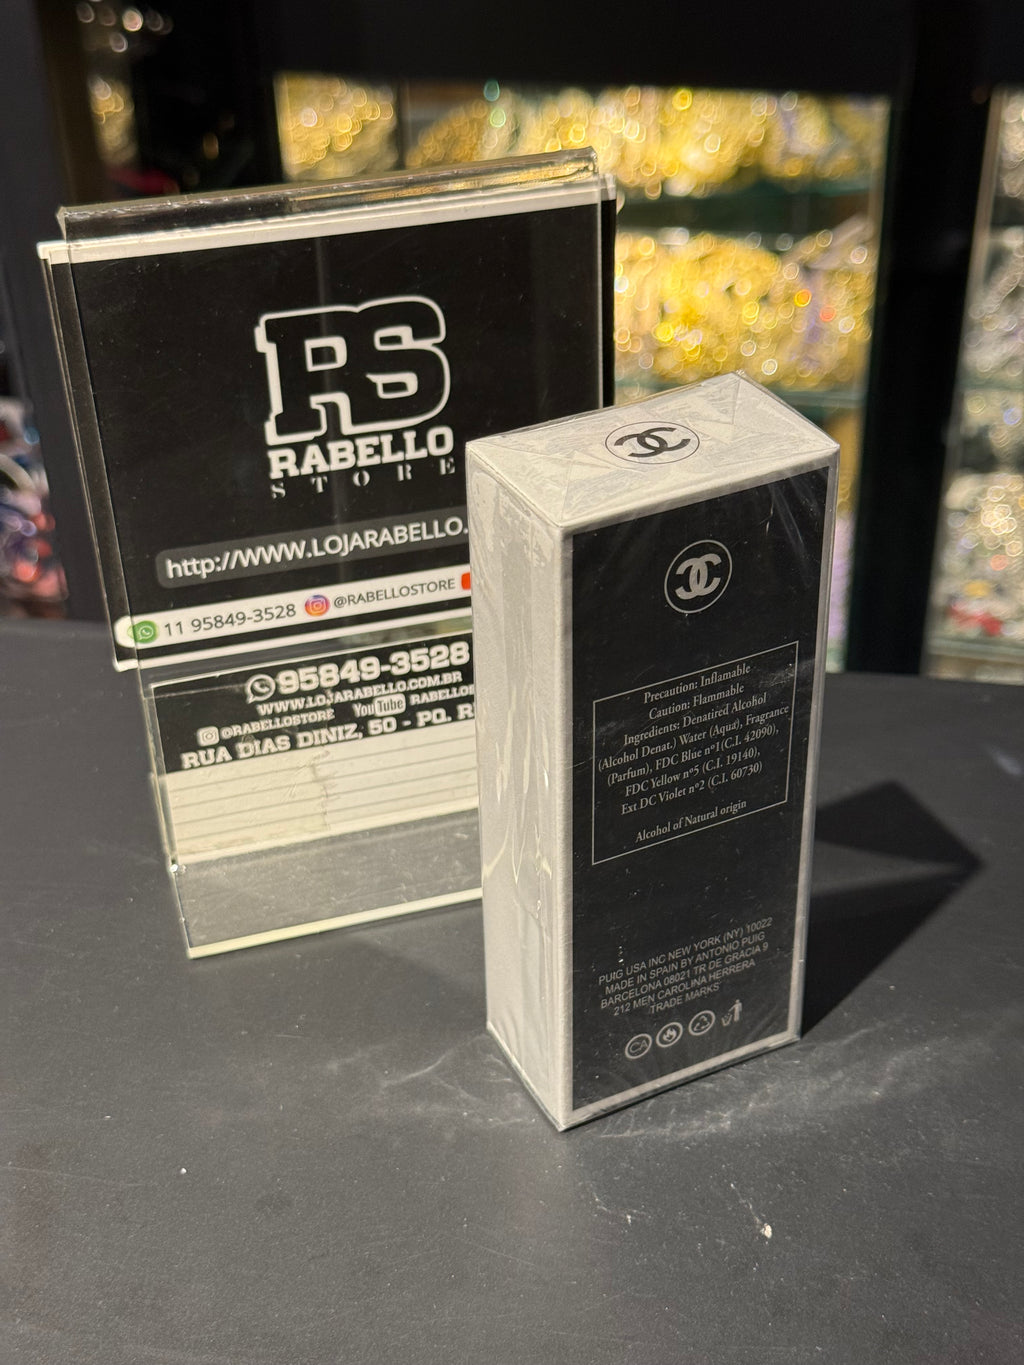 RS
RABELLO
STORE
http://WWW.LOJARABELLO.
11 95849-3528 @RABELLOSTORE
95849-3528
WWW.LOJARABELLO.COM.BR
@RABELLOSTORE YouTube
RUA DIAS DINIZ, 50 - PQ.
Precaution: Inflamable
Caution: Flammable
Ingredients: Denatired Alcohol
(Alcohol Denat.) Water (Aqua), Fragrance
(Parfum), FDC Blue nº1(C.I. 42090),
FDC Yellow nº5 (C.I. 19140),
Ext DC Violet nº2 (C.I. 60730)
Alcohol of Natural origin
PUIG USA INC NEW YORK (NY) 10022
MADE IN SPAIN BY ANTONIO PUIG
BARCELONA 08021 TR DE GRACIA 9
212 MEN CAROLINA HERRERA
TRADE MARKS
CA